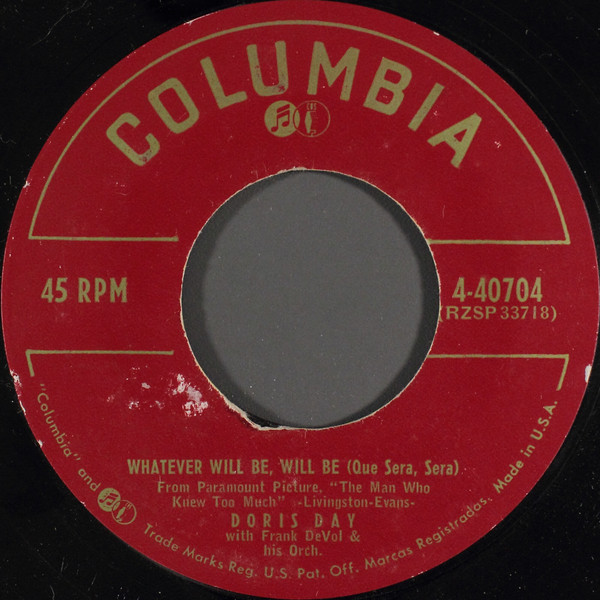 COLUMBIA
45 RPM
4-40704
(RZSP 33718)
WHATEVER WILL BE, WILL BE (Que Sera, Sera)
From Paramount Picture, "The Man Who
Knew Too Much" -Livingston-Evans-
DORIS DAY
with Frank DeVol &
his Orch.
"Columbia" and Trade Marks Reg. U.S. Pat. Off. Marcas Registradas. Made in U.S.A.